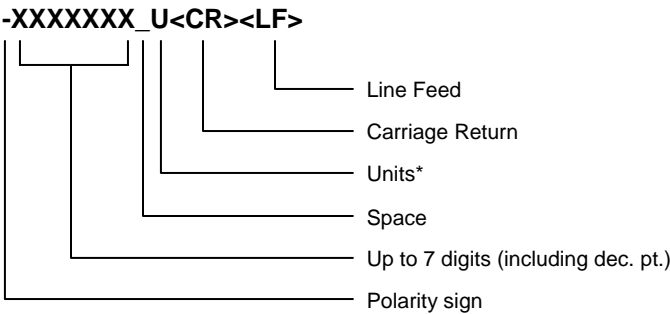 -XXXXXXX_U<CR><LF>
Line Feed
Carriage Return
Units*
Space
Up to 7 digits (including dec. pt.)
Polarity sign